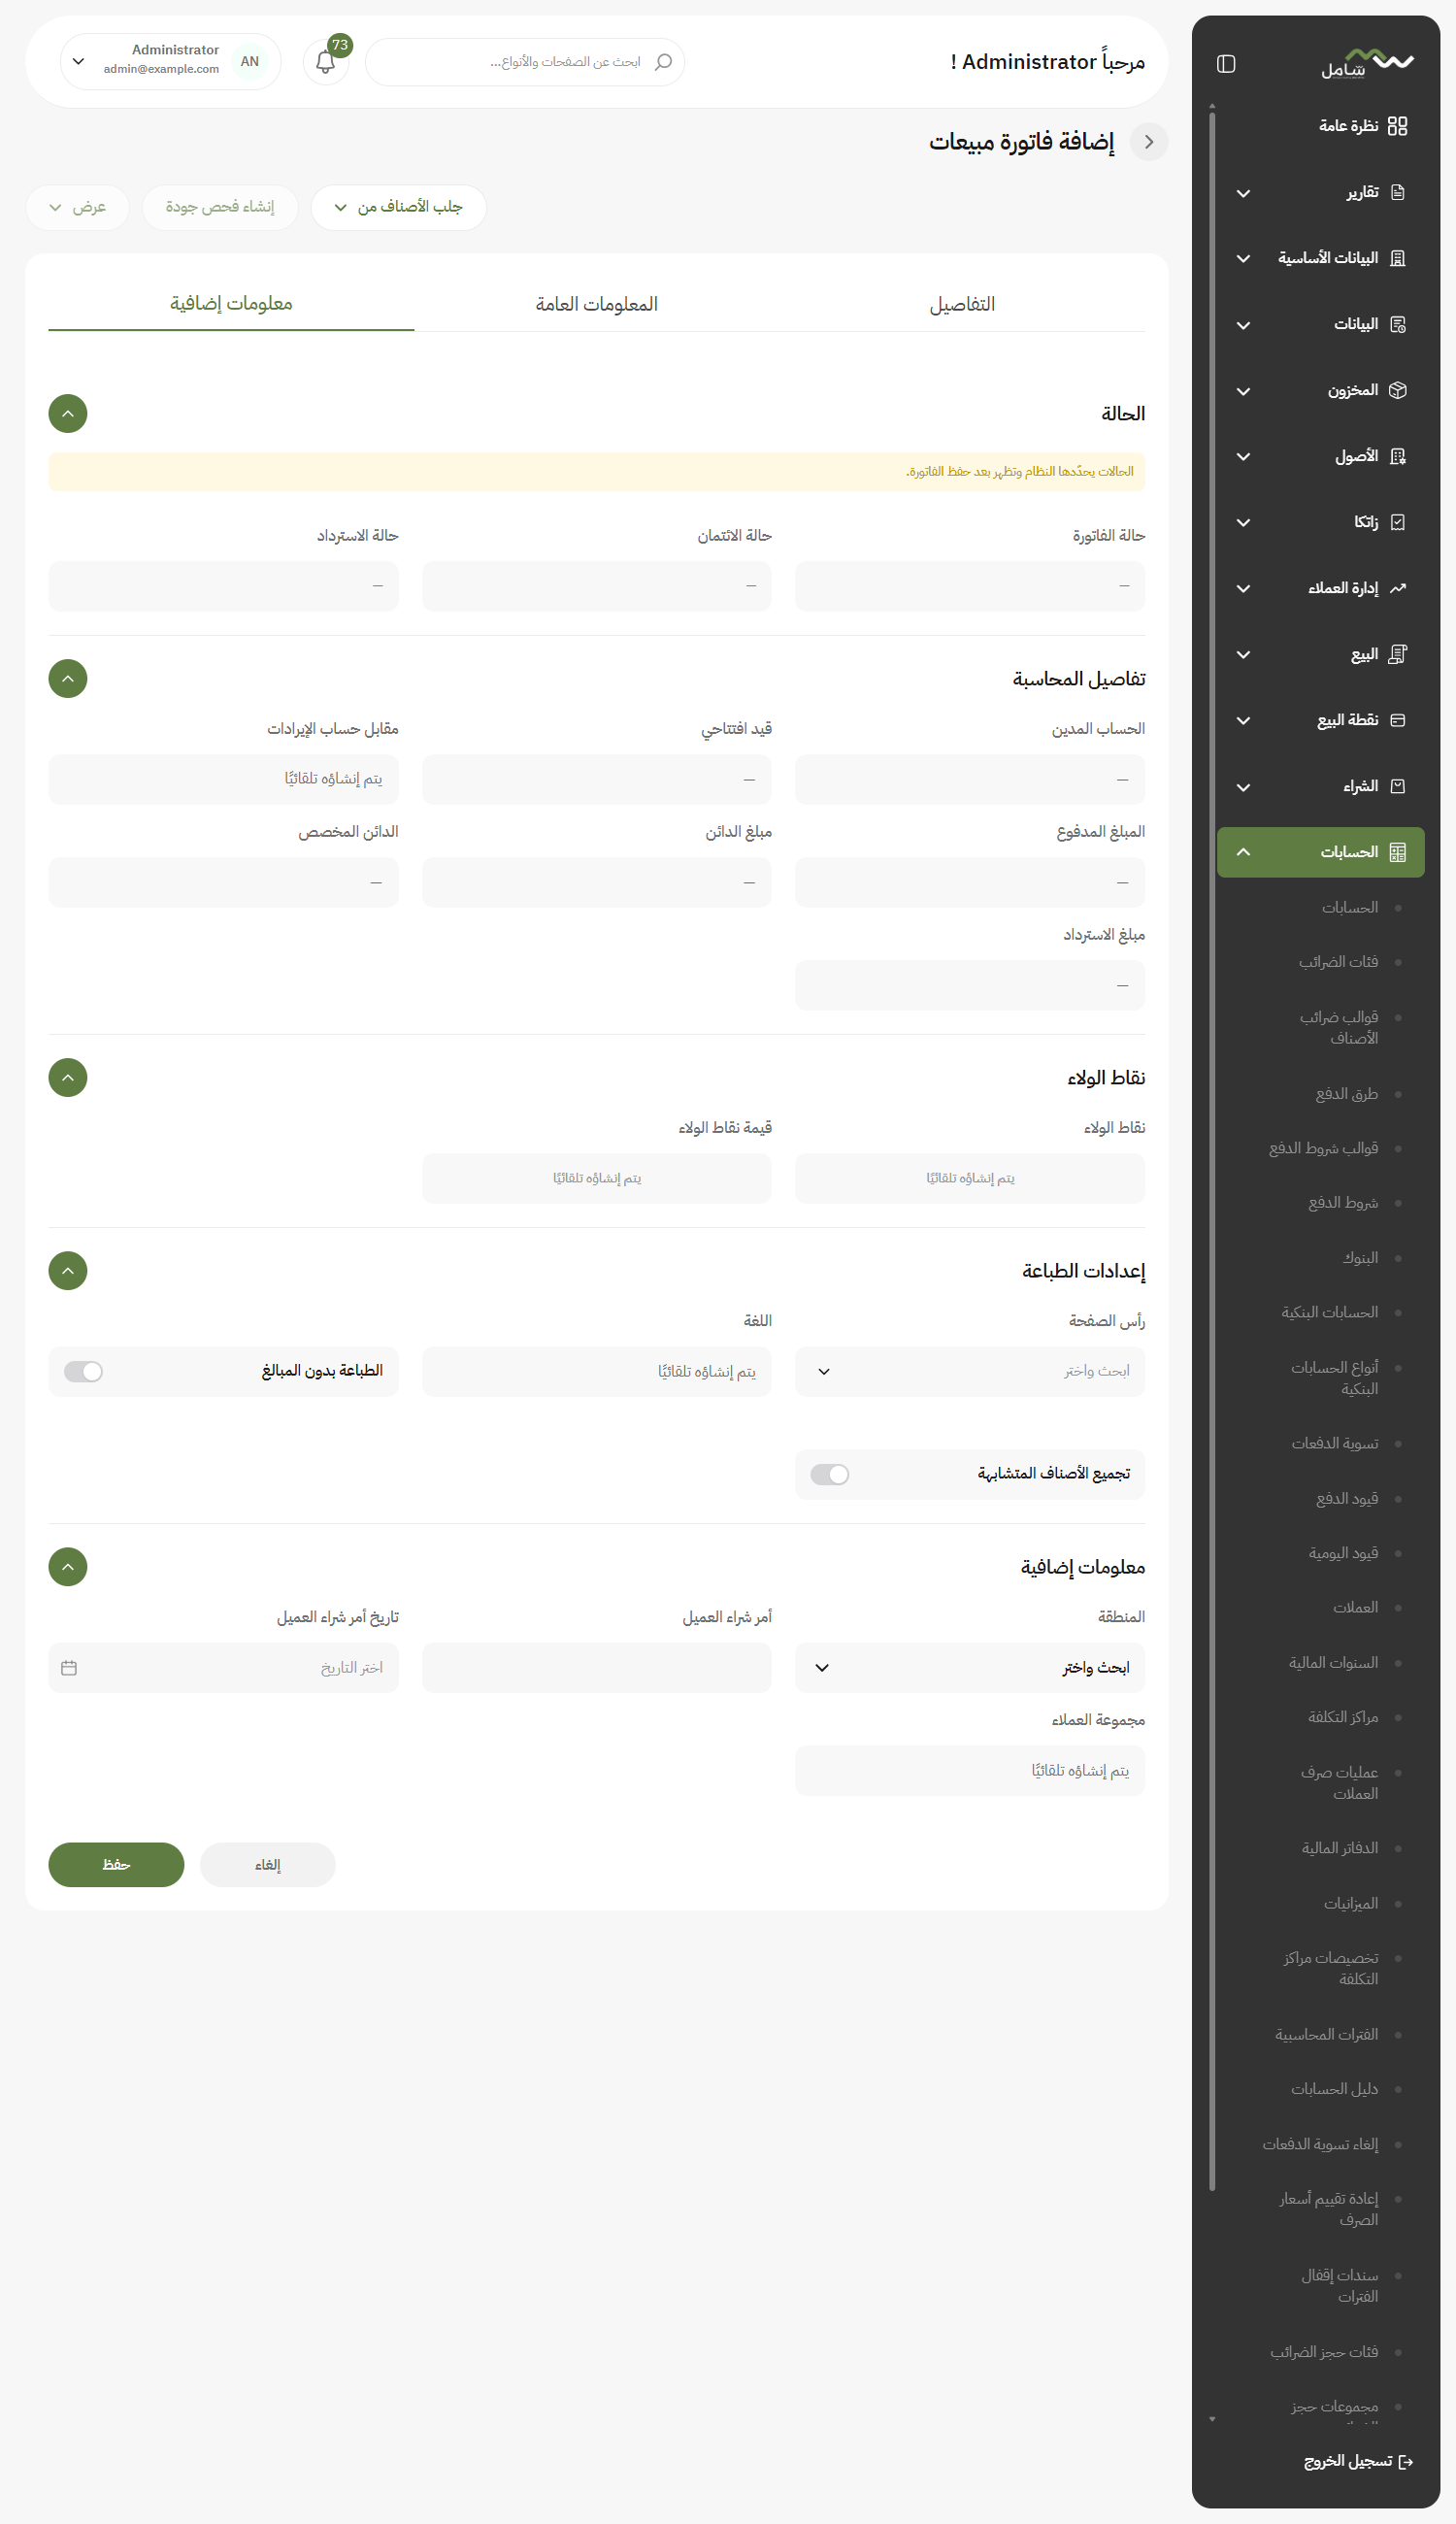 شامل
نظرة عامة
تقارير
البيانات الأساسية
البيانات
المخزون
الأصول
زاتكا
إدارة العملاء
البيع
نقطة البيع
الشراء
الحسابات
الحسابات
فئات الضرائب
قوالب ضرائب
الأصناف
طرق الدفع
قوالب شروط الدفع
شروط الدفع
البنوك
الحسابات البنكية
أنواع الحسابات
البنكية
تسوية الدفعات
قيود الدفع
قيود اليومية
العملات
السنوات المالية
مراكز التكلفة
عمليات صرف
العملات
الدفاتر المالية
الميزانيات
تخصيصات مراكز
التكلفة
الفترات المحاسبية
دليل الحسابات
إلغاء تسوية الدفعات
إعادة تقييم أسعار
الصرف
سندات إقفال
الفترات
فئات حجز الضرائب
مجموعات حجز
تسجيل الخروج
مرحباً Administrator !
ابحث عن الصفحات والأنواع...
73
AN
Administrator
admin@example.com
إضافة فاتورة مبيعات
جلب الأصناف من
إنشاء فحص جودة
عرض
التفاصيل
المعلومات العامة
معلومات إضافية
الحالة
الحالات يحدّدها النظام وتظهر بعد حفظ الفاتورة.
حالة الفاتورة
حالة الائتمان
حالة الاسترداد
—
—
—
تفاصيل المحاسبة
الحساب المدين
قيد افتتاحي
مقابل حساب الإيرادات
—
—
يتم إنشاؤه تلقائيًا
المبلغ المدفوع
مبلغ الدائن
الدائن المخصص
—
—
—
مبلغ الاسترداد
—
نقاط الولاء
نقاط الولاء
قيمة نقاط الولاء
يتم إنشاؤه تلقائيًا
يتم إنشاؤه تلقائيًا
إعدادات الطباعة
رأس الصفحة
اللغة
ابحث واختر
يتم إنشاؤه تلقائيًا
الطباعة بدون المبالغ
تجميع الأصناف المتشابهة
معلومات إضافية
المنطقة
أمر شراء العميل
تاريخ أمر شراء العميل
ابحث واختر
اختر التاريخ
مجموعة العملاء
يتم إنشاؤه تلقائيًا
إلغاء
حفظ